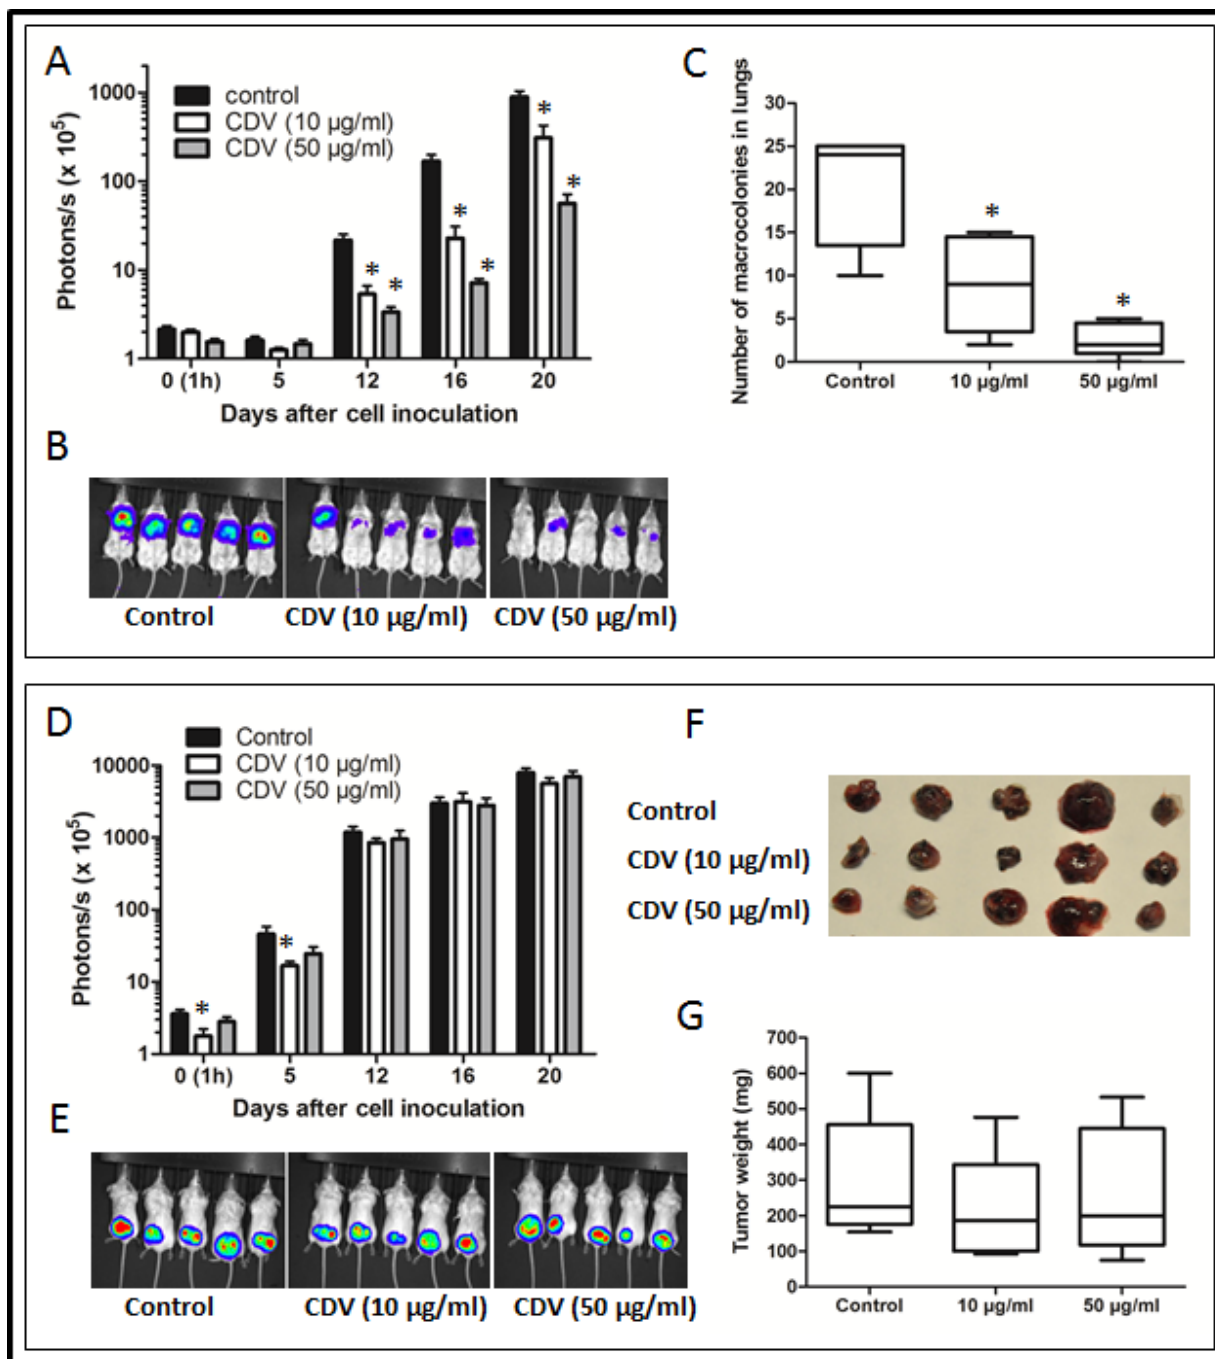 A
Photons/s (x 10⁵)
1000
100
10
1
control
CDV (10 µg/ml)
CDV (50 µg/ml)
* * * * * *
0 (1h) 5 12 16 20
Days after cell inoculation
C
Number of macrocolonies in lungs
30
25
20
15
10
5
0
* *
Control 10 µg/ml 50 µg/ml
B
Control CDV (10 µg/ml) CDV (50 µg/ml)
D
Photons/s (x 10⁵)
10000
1000
100
10
1
Control
CDV (10 µg/ml)
CDV (50 µg/ml)
* *
0 (1h) 5 12 16 20
Days after cell inoculation
F
Control
CDV (10 µg/ml)
CDV (50 µg/ml)
E
Control CDV (10 µg/ml) CDV (50 µg/ml)
G
Tumor weight (mg)
700
600
500
400
300
200
100
0
Control 10 µg/ml 50 µg/ml